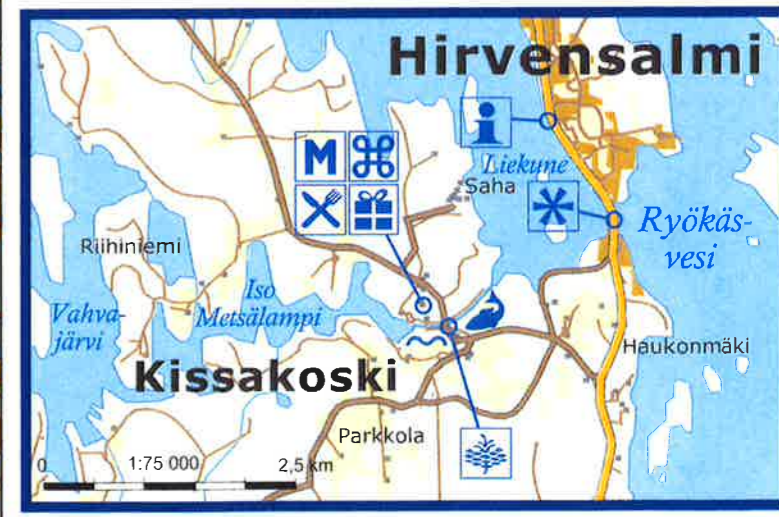 Hirvensalmi
M
i
Liekune
Saha
Ryökäs-
vesi
Riihiniemi
Iso
Metsälampi
Vahva-
järvi
Haukonmäki
Kissakoski
Parkkola
0 1:75 000 2,5 km